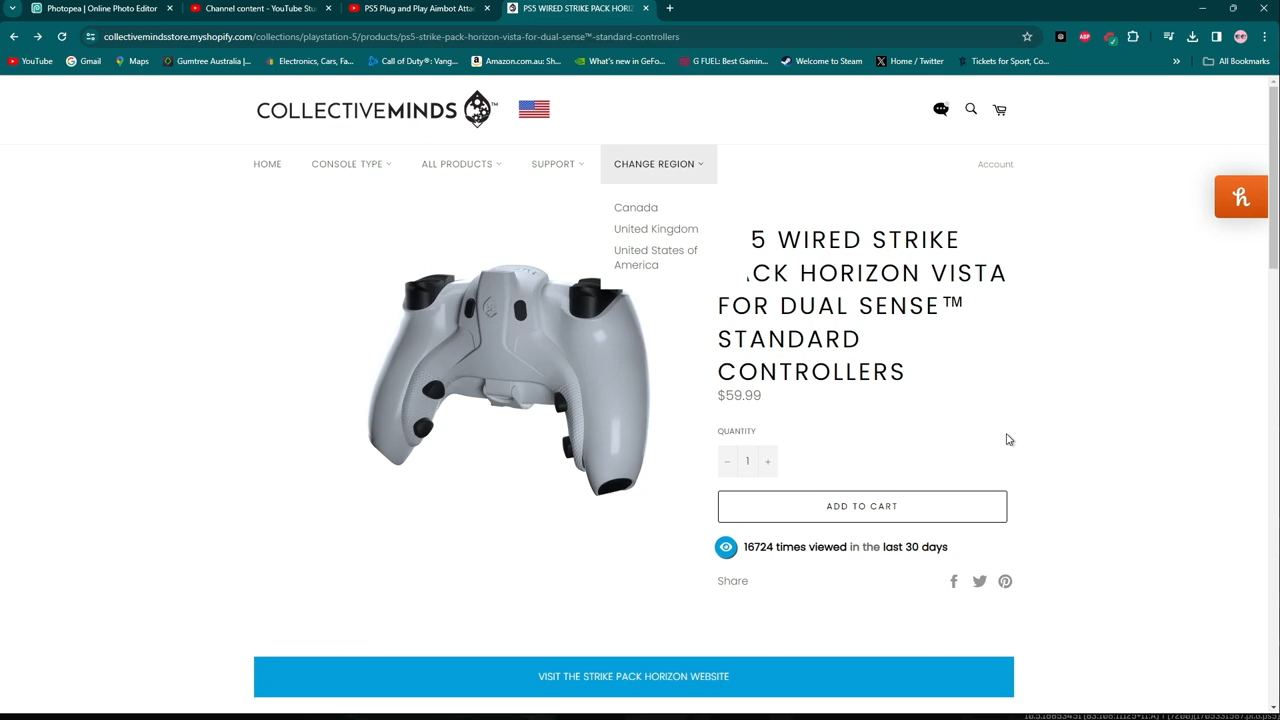 Photopea | Online Photo Editor
Channel content - YouTube Stu
PS5 Plug and Play Aimbot Attac
PS5 WIRED STRIKE PACK HORIZ
collectivemindsstore.myshopify.com/collections/playstation-5/products/ps5-strike-pack-horizon-vista-for-dual-sense™-standard-controllers
YouTube
Gmail
Maps
Gumtree Australia |...
Electronics, Cars, Fa...
Call of Duty®: Vang...
Amazon.com.au: Sh...
What's new in GeFo...
G FUEL: Best Gamin...
Welcome to Steam
Home / Twitter
Tickets for Sport, Co...
All Bookmarks
COLLECTIVEMINDS™
HOME
CONSOLE TYPE
ALL PRODUCTS
SUPPORT
CHANGE REGION
Account
Canada
United Kingdom
United States of
America
5 WIRED STRIKE
ACK HORIZON VISTA
FOR DUAL SENSE™
STANDARD
CONTROLLERS
$59.99
QUANTITY
− 1 +
ADD TO CART
16724 times viewed in the last 30 days
Share
VISIT THE STRIKE PACK HORIZON WEBSITE